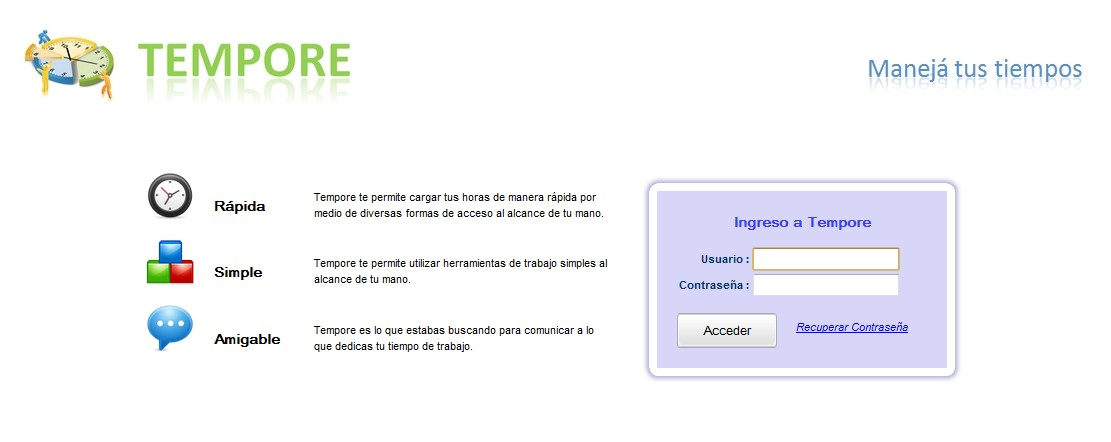 TEMPORE
Manejá tus tiempos
Rápida
Tempore te permite cargar tus horas de manera rápida por
medio de diversas formas de acceso al alcance de tu mano.
Simple
Tempore te permite utilizar herramientas de trabajo simples al
alcance de tu mano.
Amigable
Tempore es lo que estabas buscando para comunicar a lo
que dedicas tu tiempo de trabajo.
Ingreso a Tempore
Usuario :
Contraseña :
Acceder
Recuperar Contraseña